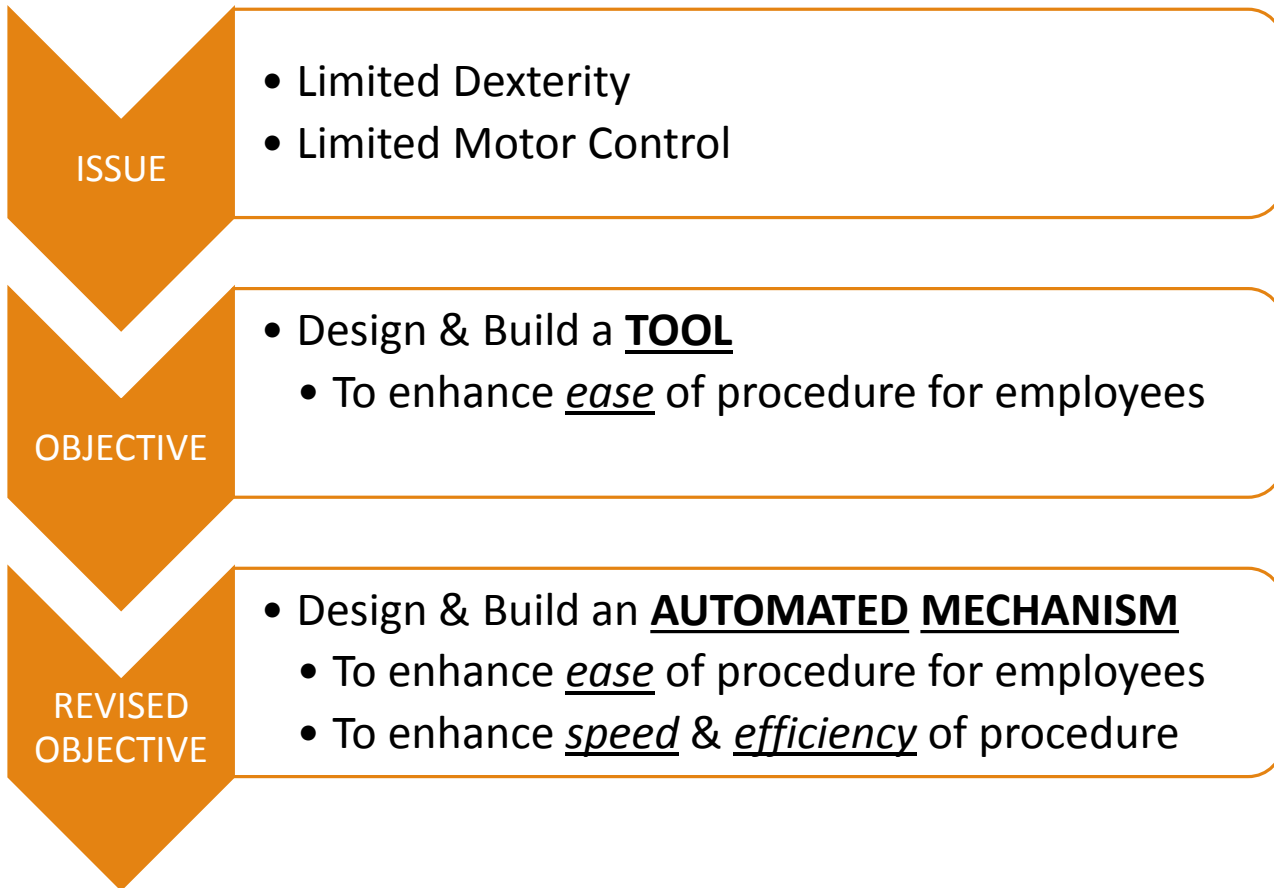 ISSUE
• Limited Dexterity
• Limited Motor Control
OBJECTIVE
• Design & Build a TOOL
• To enhance ease of procedure for employees
REVISED
OBJECTIVE
• Design & Build an AUTOMATED MECHANISM
• To enhance ease of procedure for employees
• To enhance speed & efficiency of procedure